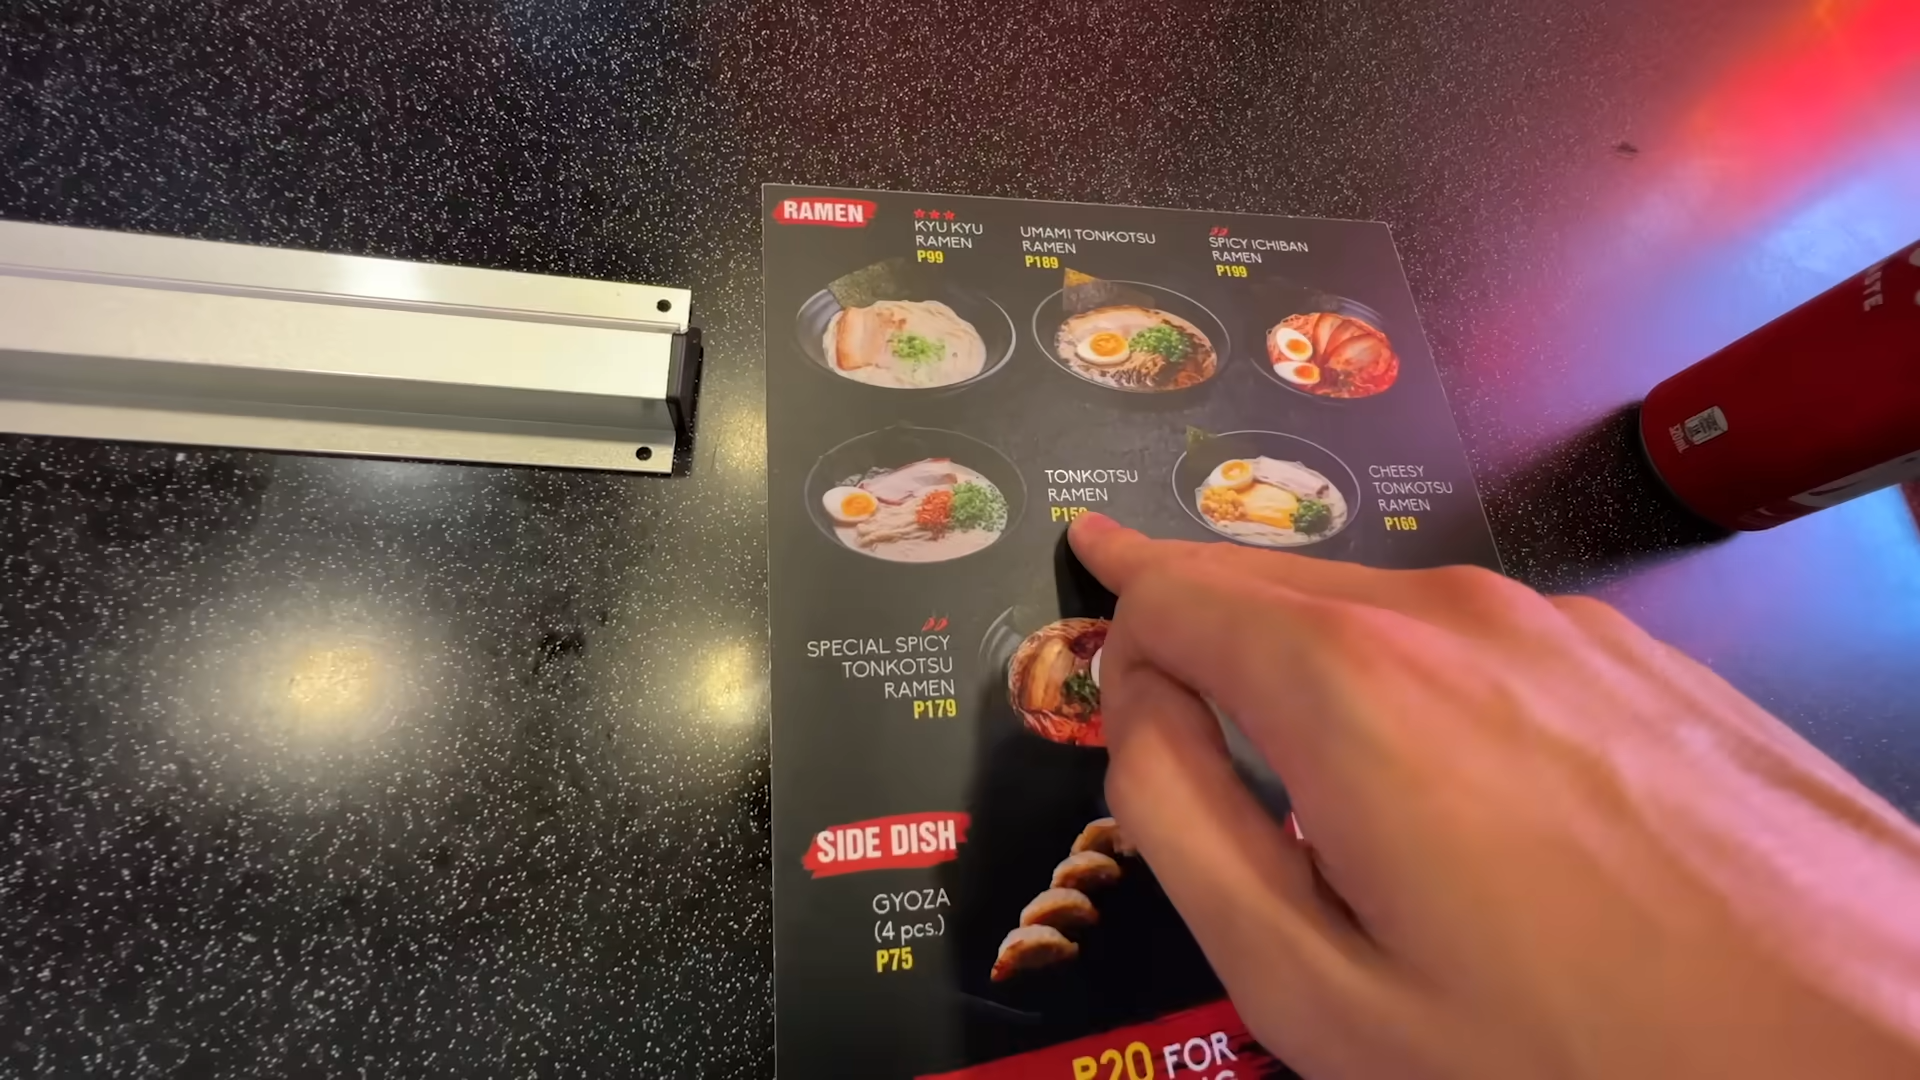 RAMEN
KYU KYU
RAMEN
P99
UMAMI TONKOTSU
RAMEN
P189
SPICY ICHIBAN
RAMEN
P199
TONKOTSU
RAMEN
CHEESY
TONKOTSU
RAMEN
P169
SPECIAL SPICY
TONKOTSU
RAMEN
P179
SIDE DISH
GYOZA
(4 pcs.)
P75
P20 FOR
320ml